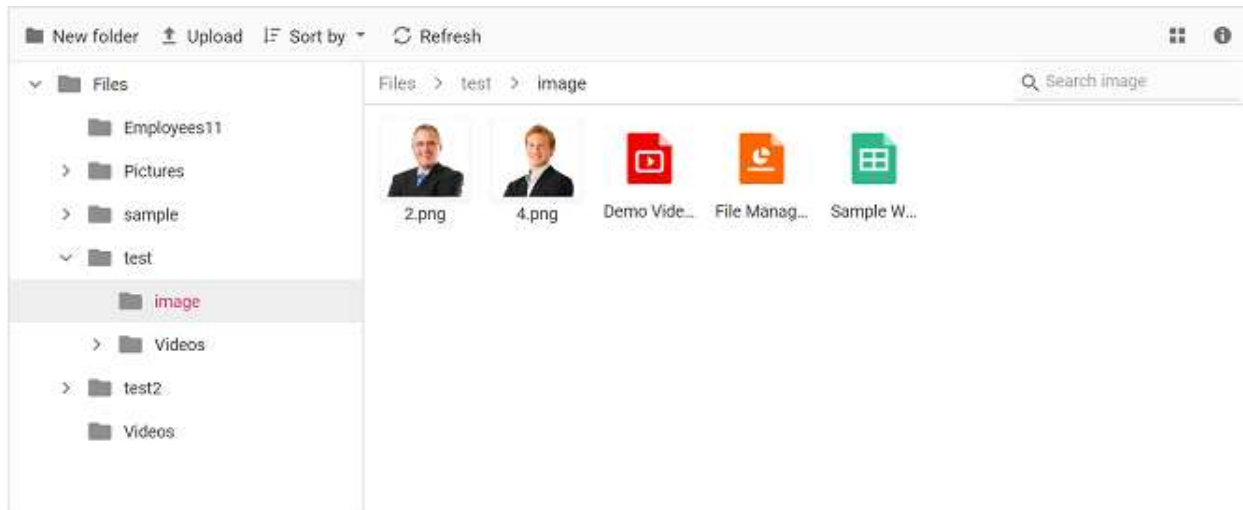 New folder Upload Sort by Refresh
Files
Employees11
Pictures
sample
test
image
Videos
test2
Videos
Files > test > image
Search image
2.png
4.png
Demo Vide...
File Manag...
Sample W...